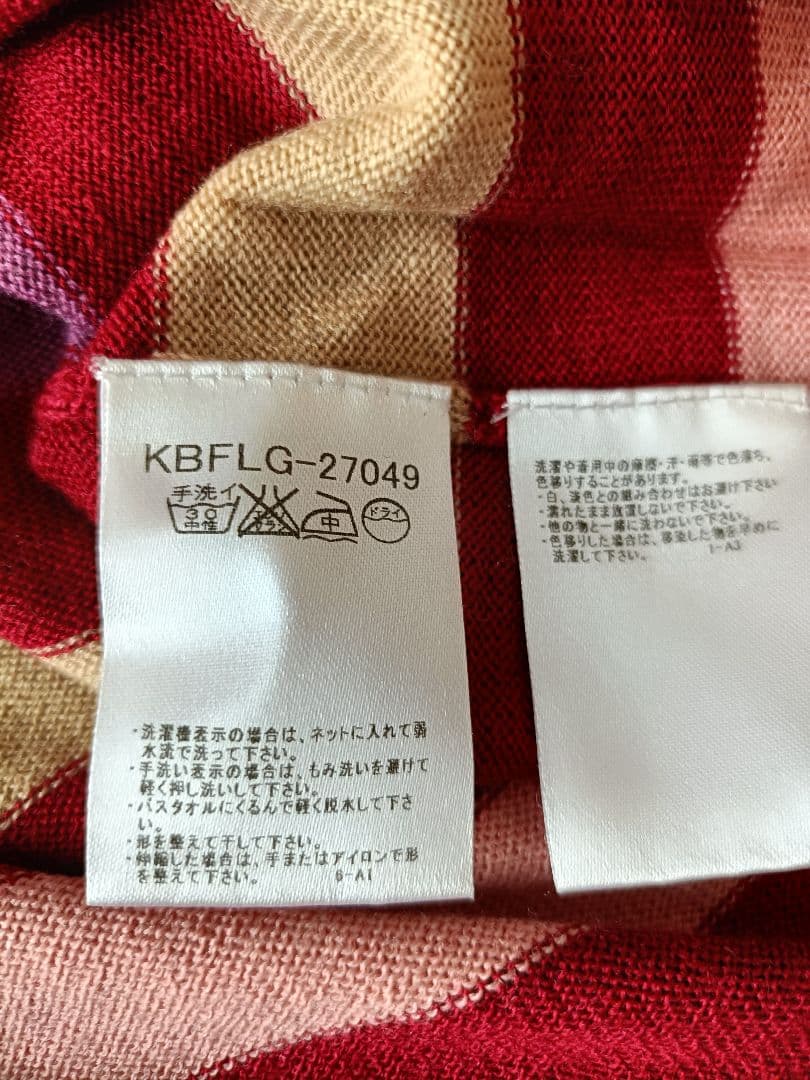 KBFLG-27049
手洗イ
30
中性
エンソ
サラシ
中
ドライ
・洗濯機表示の場合は、ネットに入れて弱
水流で洗って下さい。
・手洗い表示の場合は、もみ洗いを避けて
軽く押し洗いして下さい。
・バスタオルにくるんで軽く脱水して下さ
い。
・形を整えて干して下さい。
・伸縮した場合は、手またはアイロンで形
を整えて下さい。
6-A1
洗濯や着用中の摩擦・汗・雨等で色落ち、
色移りすることがあります。
・白、淡色との組み合わせはお避け下さい
・濡れたまま放置しないで下さい。
・他の物と一緒に洗わないで下さい。
・色移りした場合は、移染した物を早めに
洗濯して下さい。
1-A3